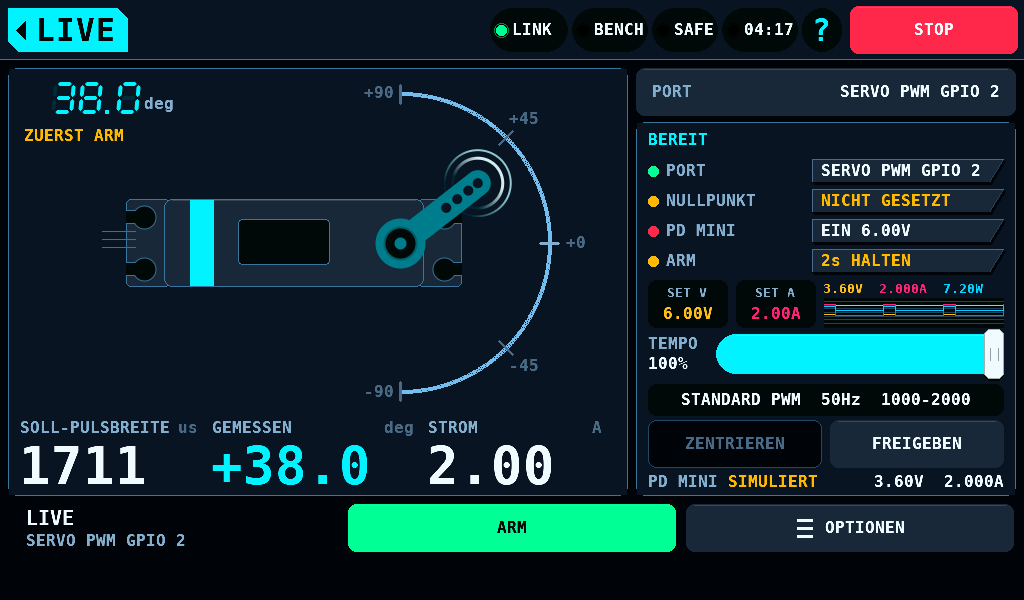 LIVE
LINK
BENCH
SAFE
04:17
?
STOP
38.0 deg
ZUERST ARM
+90
+45
+0
-45
-90
SOLL-PULSBREITE us
1711
GEMESSEN deg
+38.0
STROM A
2.00
PORT SERVO PWM GPIO 2
BEREIT
PORT SERVO PWM GPIO 2
NULLPUNKT NICHT GESETZT
PD MINI EIN 6.00V
ARM 2s HALTEN
SET V
6.00V
SET A
2.00A
3.60V 2.000A 7.20W
TEMPO
100%
STANDARD PWM 50Hz 1000-2000
ZENTRIEREN
FREIGEBEN
PD MINI SIMULIERT 3.60V 2.000A
LIVE
SERVO PWM GPIO 2
ARM
OPTIONEN